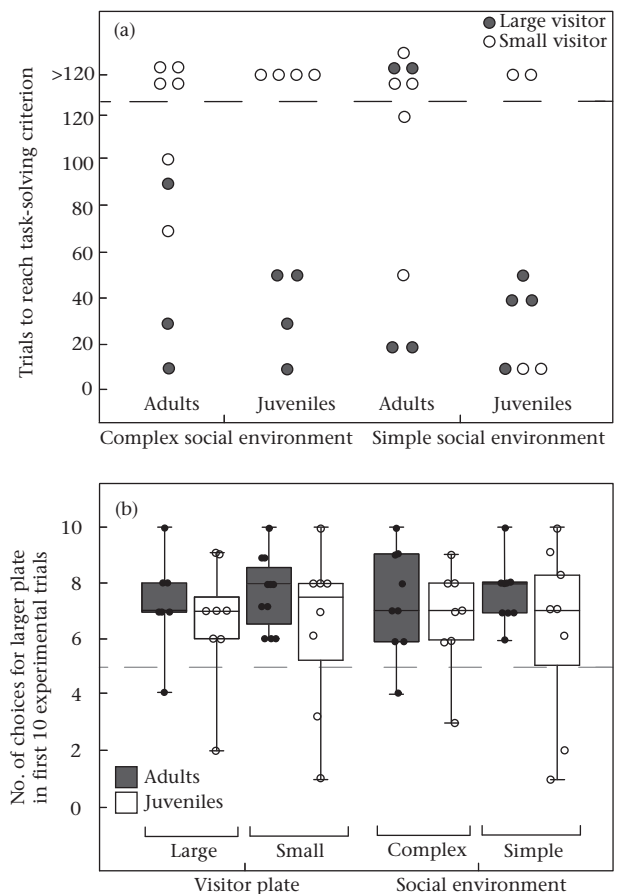 (a)
Large visitor
Small visitor
Trials to reach task-solving criterion
>120
120
100
80
60
40
20
0
Adults Juveniles Adults Juveniles
Complex social environment Simple social environment
(b)
No. of choices for larger plate
in first 10 experimental trials
10
8
6
4
2
0
Adults
Juveniles
Large Small Complex Simple
Visitor plate Social environment